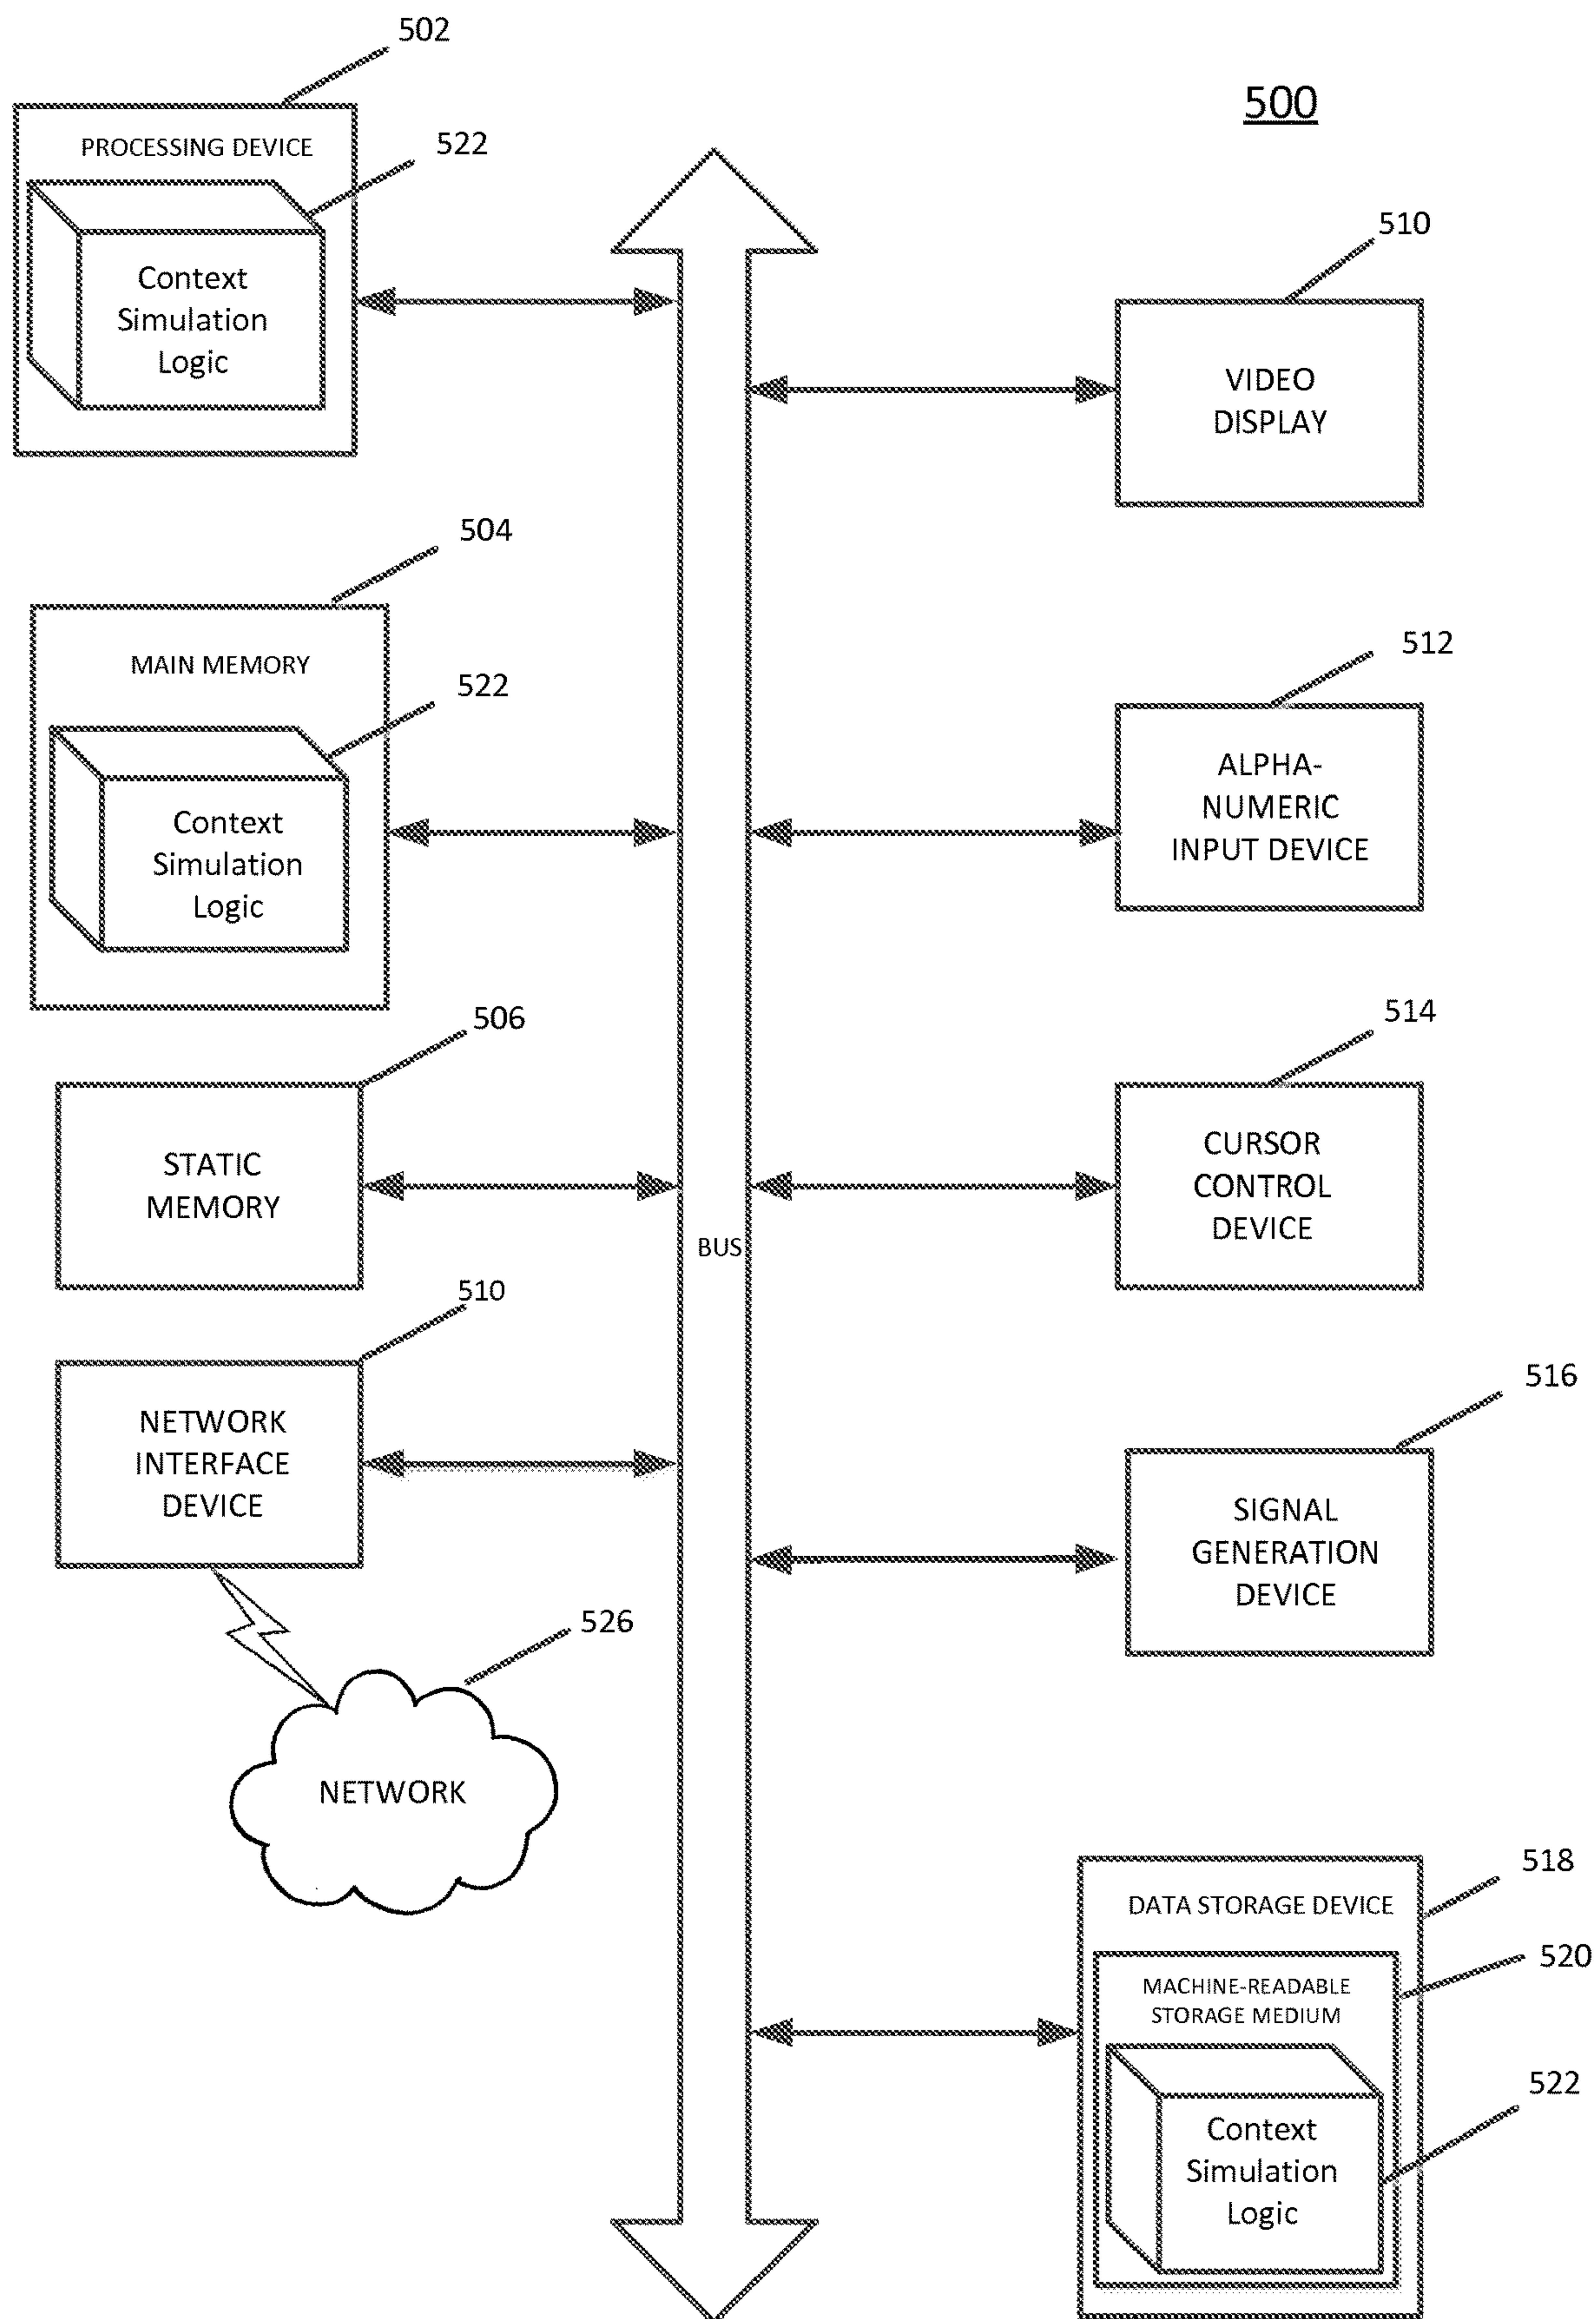 502
500
PROCESSING DEVICE
522
Context
Simulation
Logic
510
VIDEO
DISPLAY
504
MAIN MEMORY
522
Context
Simulation
Logic
512
ALPHA-
NUMERIC
INPUT DEVICE
506
STATIC
MEMORY
514
CURSOR
CONTROL
DEVICE
BUS
510
NETWORK
INTERFACE
DEVICE
516
SIGNAL
GENERATION
DEVICE
526
NETWORK
518
DATA STORAGE DEVICE
520
MACHINE-READABLE
STORAGE MEDIUM
522
Context
Simulation
Logic